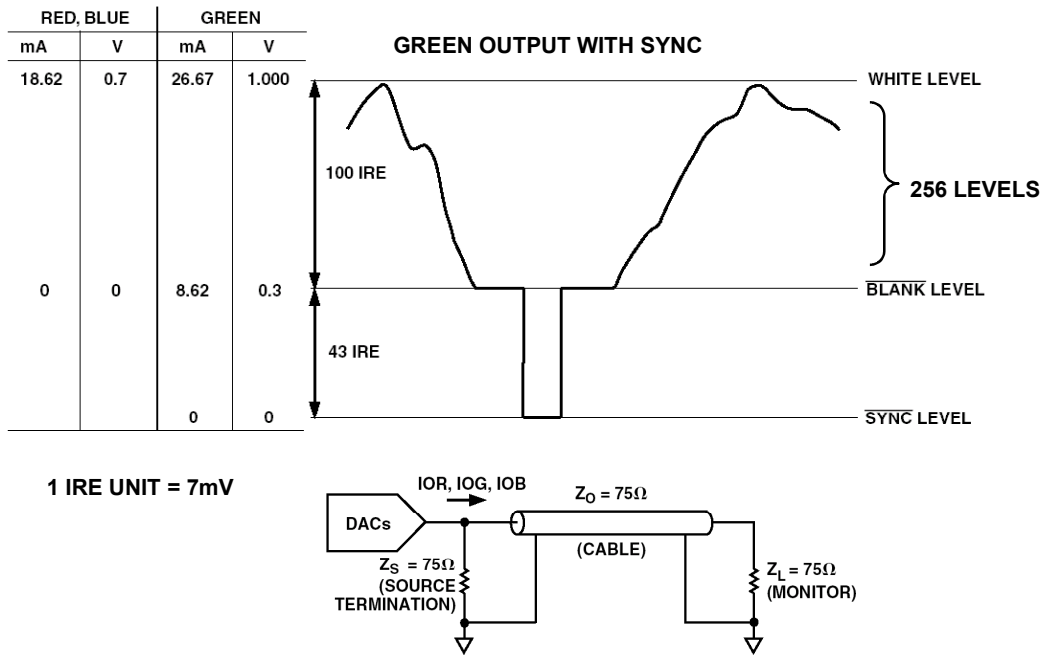 RED, BLUE GREEN
mA V mA V
GREEN OUTPUT WITH SYNC
18.62 0.7 26.67 1.000
WHITE LEVEL
100 IRE
256 LEVELS
0 0 8.62 0.3
BLANK LEVEL
43 IRE
0 0
SYNC LEVEL
1 IRE UNIT = 7mV
IOR, IOG, IOB
DACs
ZO = 75Ω
(CABLE)
ZS = 75Ω
(SOURCE
TERMINATION)
ZL = 75Ω
(MONITOR)